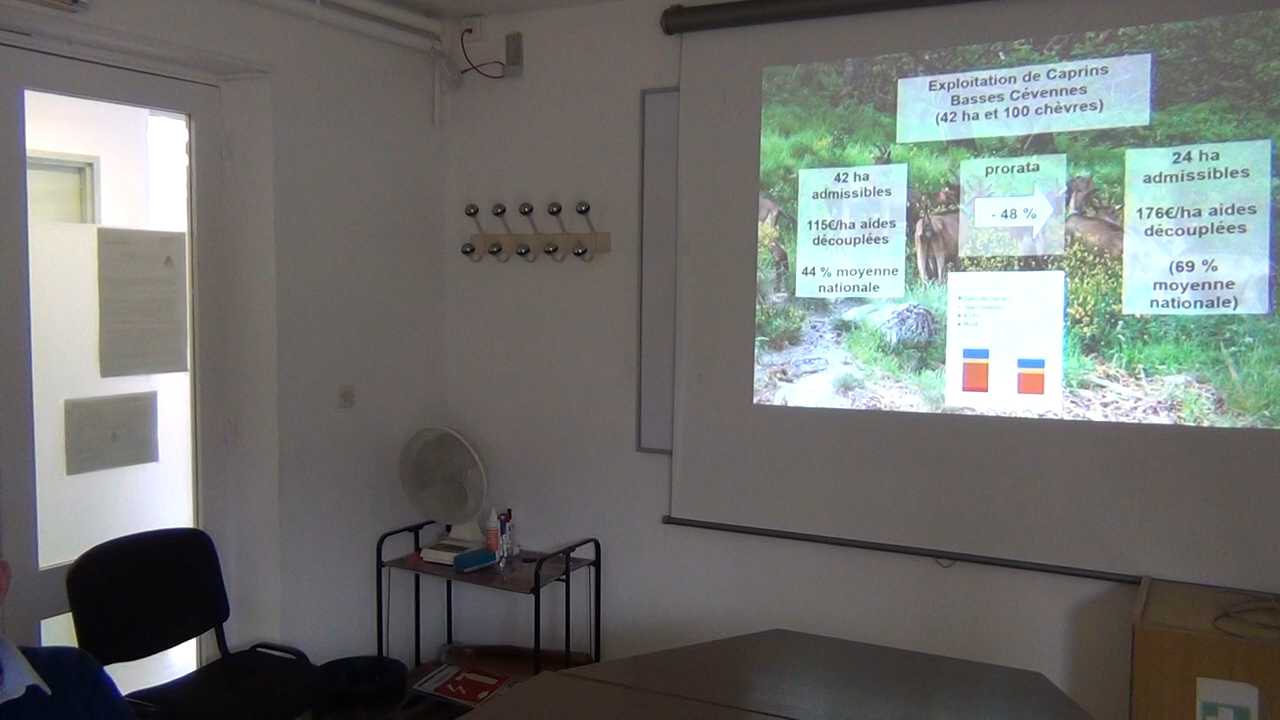 Exploitation de Caprins
Basses Cévennes
(42 ha et 100 chèvres)
42 ha
admissibles
115€/ha aides
découplées
44 % moyenne
nationale
prorata
- 48 %
24 ha
admissibles
176€/ha aides
découplées
(69 %
moyenne
nationale)